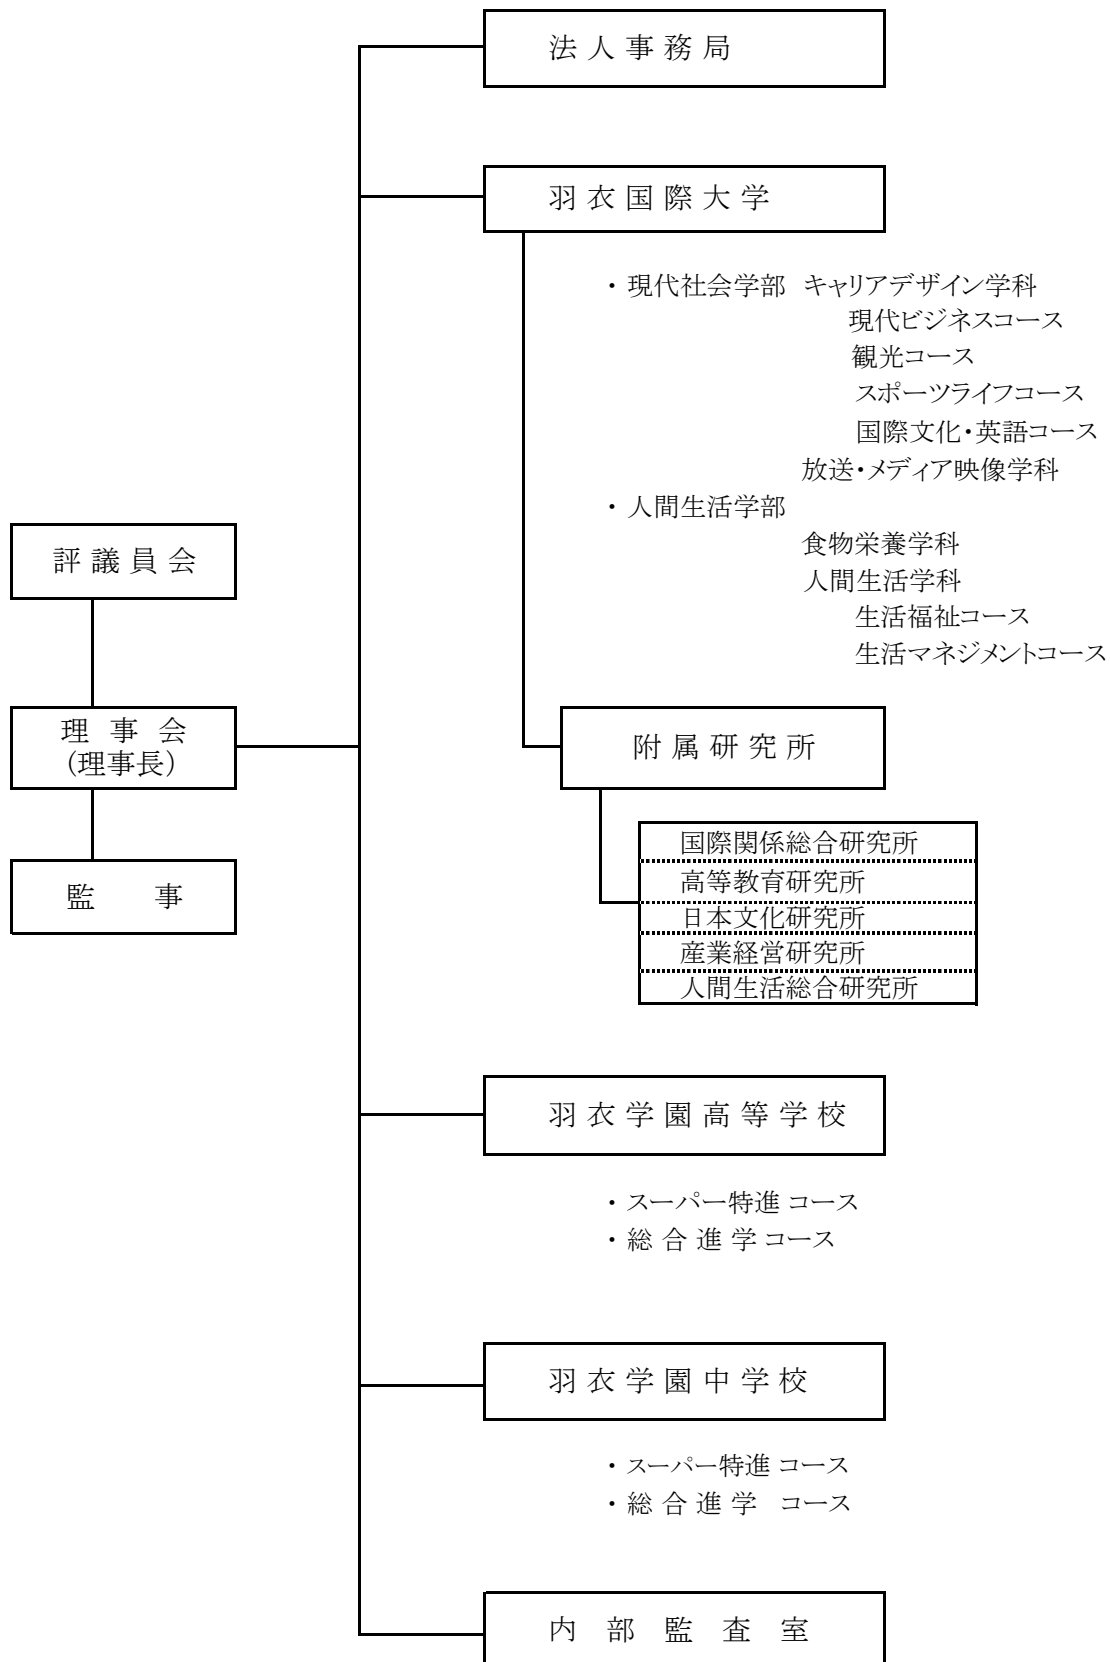 法人事務局
羽衣国際大学
・現代社会学部 キャリアデザイン学科
現代ビジネスコース
観光コース
スポーツライフコース
国際文化・英語コース
放送・メディア映像学科
・人間生活学部
食物栄養学科
人間生活学科
生活福祉コース
生活マネジメントコース
評議員会
理事会
(理事長)
監事
附属研究所
国際関係総合研究所
高等教育研究所
日本文化研究所
産業経営研究所
人間生活総合研究所
羽衣学園高等学校
・スーパー特進 コース
・総合進学 コース
羽衣学園中学校
・スーパー特進 コース
・総合進学 コース
内部監査室